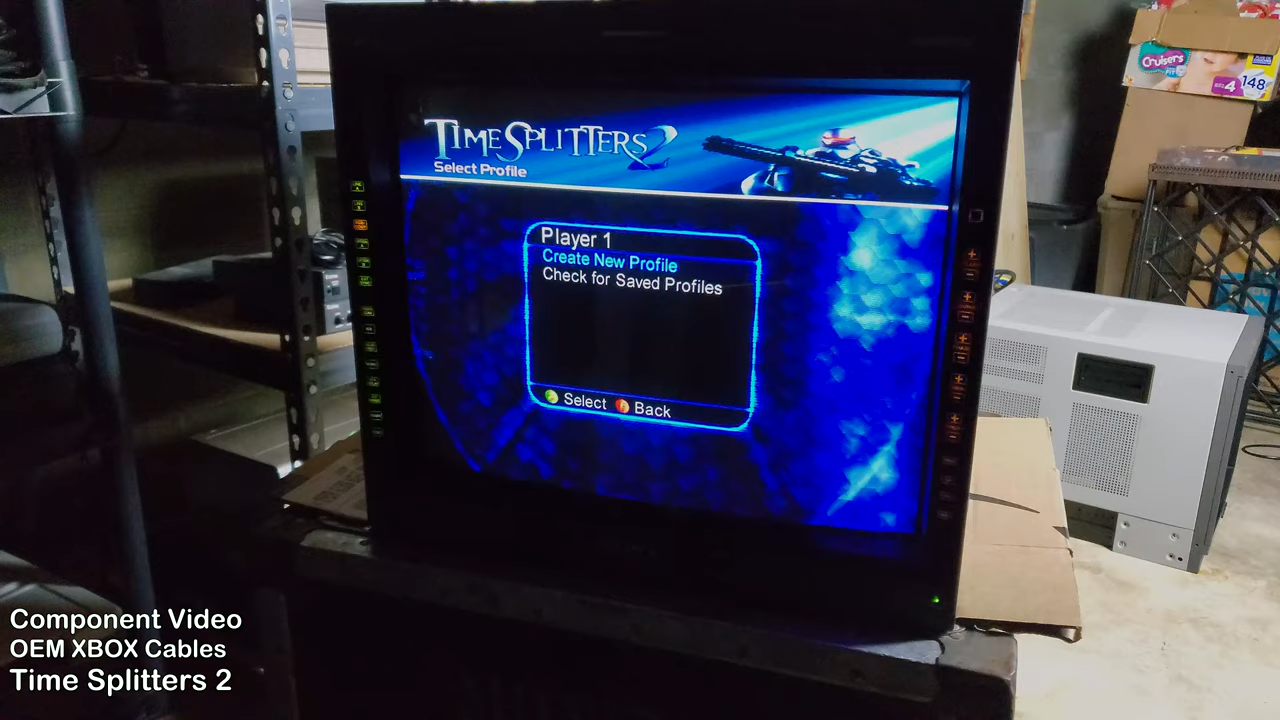 TIMESPLITTERS 2
Select Profile
Player 1
Create New Profile
Check for Saved Profiles
Select Back
Cruisers
4
148
Component Video
OEM XBOX Cables
Time Splitters 2